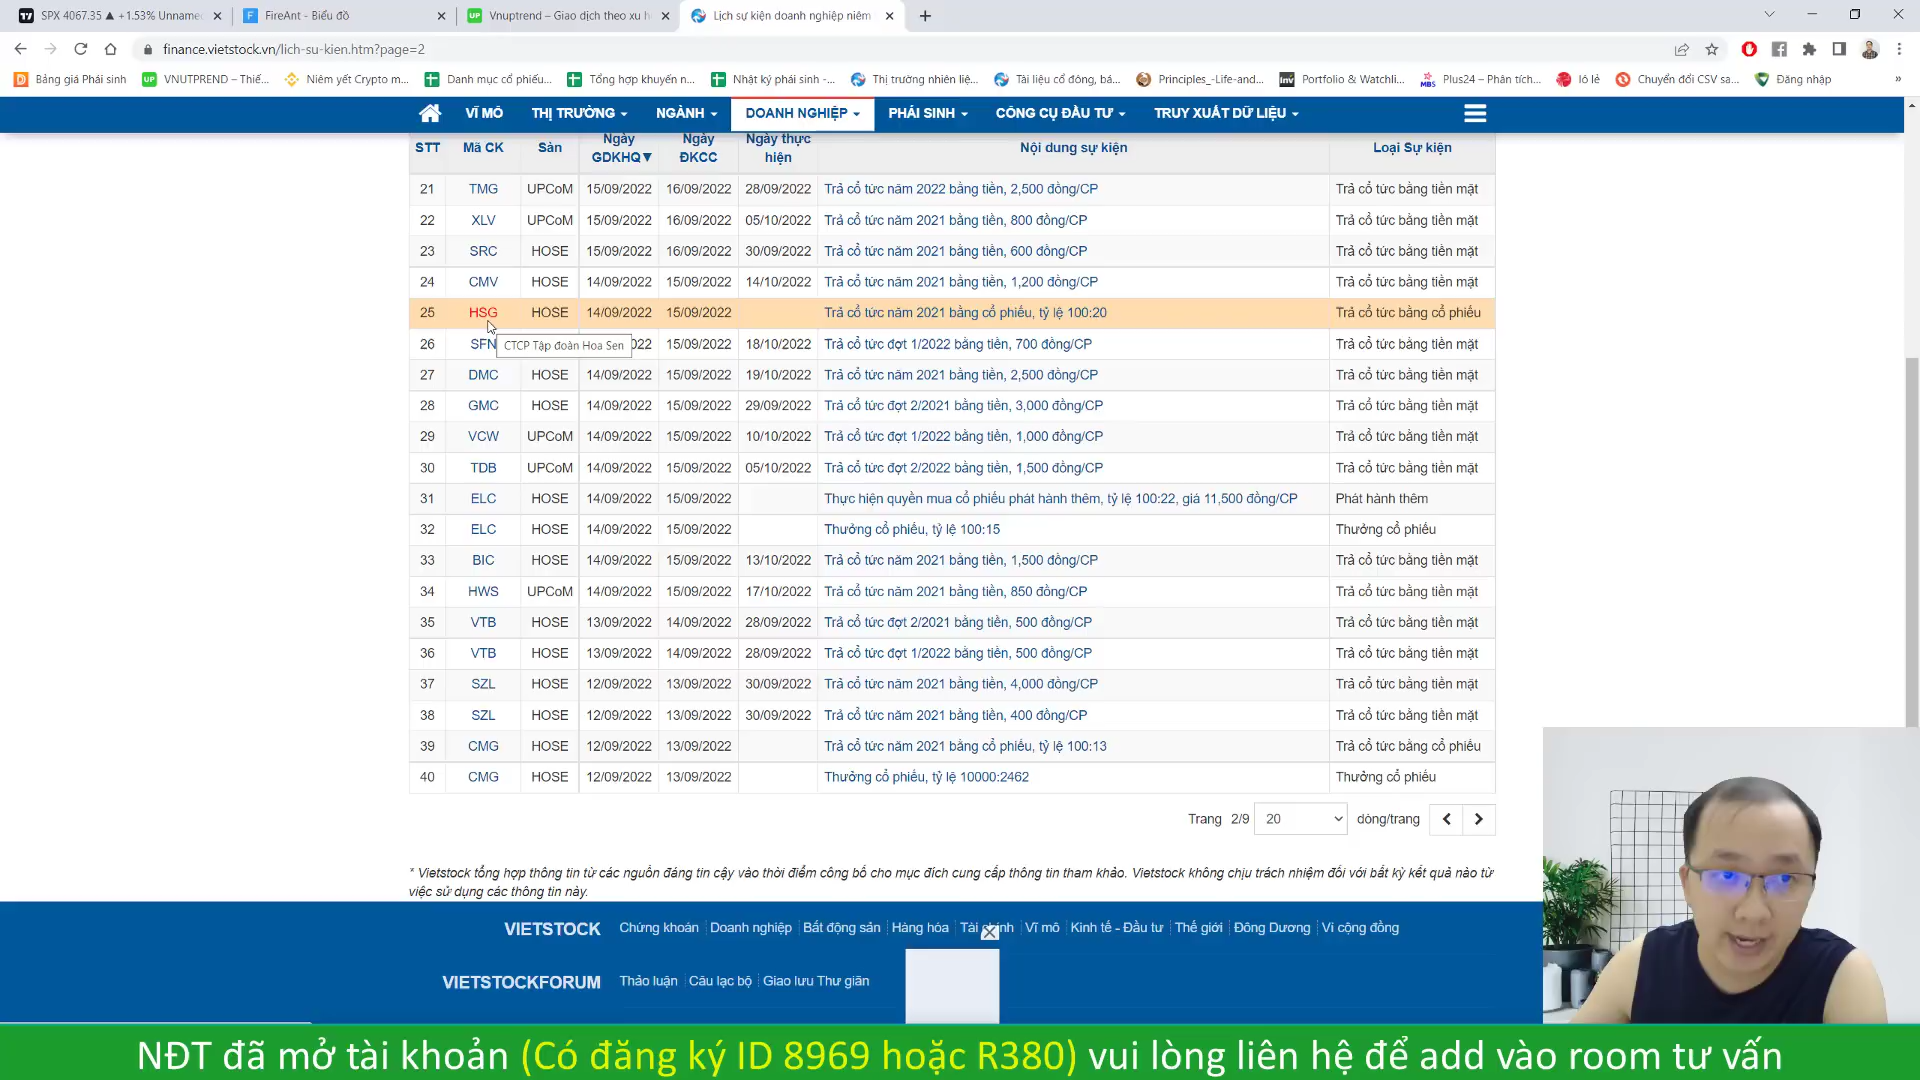 SPX 4067.35 ▲ +1.53% Unnamed
FireAnt - Biểu đồ
Vnuptrend – Giao dịch theo xu h
Lịch sự kiện doanh nghiệp niêm
finance.vietstock.vn/lich-su-kien.htm?page=2
Bảng giá Phái sinh
VNUTPREND – Thiế...
Niêm yết Crypto m...
Danh mục cổ phiếu...
Tổng hợp khuyến n...
Nhật ký phái sinh -...
Thị trường nhiên liệ...
Tài liệu cổ đông, bá...
Principles_-Life-and...
Portfolio & Watchli...
Plus24 – Phân tích...
lô lẻ
Chuyển đổi CSV sa...
Đăng nhập
VĨ MÔ THỊ TRƯỜNG NGÀNH DOANH NGHIỆP PHÁI SINH CÔNG CỤ ĐẦU TƯ TRUY XUẤT DỮ LIỆU
STT Mã CK Sàn Ngày GDKHQ▼ Ngày ĐKCC Ngày thực hiện Nội dung sự kiện Loại Sự kiện
21 TMG UPCoM 15/09/2022 16/09/2022 28/09/2022 Trả cổ tức năm 2022 bằng tiền, 2,500 đồng/CP Trả cổ tức bằng tiền mặt
22 XLV UPCoM 15/09/2022 16/09/2022 05/10/2022 Trả cổ tức năm 2021 bằng tiền, 800 đồng/CP Trả cổ tức bằng tiền mặt
23 SRC HOSE 15/09/2022 16/09/2022 30/09/2022 Trả cổ tức năm 2021 bằng tiền, 600 đồng/CP Trả cổ tức bằng tiền mặt
24 CMV HOSE 14/09/2022 15/09/2022 14/10/2022 Trả cổ tức năm 2021 bằng tiền, 1,200 đồng/CP Trả cổ tức bằng tiền mặt
25 HSG HOSE 14/09/2022 15/09/2022 Trả cổ tức năm 2021 bằng cổ phiếu, tỷ lệ 100:20 Trả cổ tức bằng cổ phiếu
26 SFN CTCP Tập đoàn Hoa Sen 022 15/09/2022 18/10/2022 Trả cổ tức đợt 1/2022 bằng tiền, 700 đồng/CP Trả cổ tức bằng tiền mặt
27 DMC HOSE 14/09/2022 15/09/2022 19/10/2022 Trả cổ tức năm 2021 bằng tiền, 2,500 đồng/CP Trả cổ tức bằng tiền mặt
28 GMC HOSE 14/09/2022 15/09/2022 29/09/2022 Trả cổ tức đợt 2/2021 bằng tiền, 3,000 đồng/CP Trả cổ tức bằng tiền mặt
29 VCW UPCoM 14/09/2022 15/09/2022 10/10/2022 Trả cổ tức đợt 1/2022 bằng tiền, 1,000 đồng/CP Trả cổ tức bằng tiền mặt
30 TDB UPCoM 14/09/2022 15/09/2022 05/10/2022 Trả cổ tức đợt 2/2022 bằng tiền, 1,500 đồng/CP Trả cổ tức bằng tiền mặt
31 ELC HOSE 14/09/2022 15/09/2022 Thực hiện quyền mua cổ phiếu phát hành thêm, tỷ lệ 100:22, giá 11,500 đồng/CP Phát hành thêm
32 ELC HOSE 14/09/2022 15/09/2022 Thưởng cổ phiếu, tỷ lệ 100:15 Thưởng cổ phiếu
33 BIC HOSE 14/09/2022 15/09/2022 13/10/2022 Trả cổ tức năm 2021 bằng tiền, 1,500 đồng/CP Trả cổ tức bằng tiền mặt
34 HWS UPCoM 14/09/2022 15/09/2022 17/10/2022 Trả cổ tức năm 2021 bằng tiền, 850 đồng/CP Trả cổ tức bằng tiền mặt
35 VTB HOSE 13/09/2022 14/09/2022 28/09/2022 Trả cổ tức đợt 2/2021 bằng tiền, 500 đồng/CP Trả cổ tức bằng tiền mặt
36 VTB HOSE 13/09/2022 14/09/2022 28/09/2022 Trả cổ tức đợt 1/2022 bằng tiền, 500 đồng/CP Trả cổ tức bằng tiền mặt
37 SZL HOSE 12/09/2022 13/09/2022 30/09/2022 Trả cổ tức năm 2021 bằng tiền, 4,000 đồng/CP Trả cổ tức bằng tiền mặt
38 SZL HOSE 12/09/2022 13/09/2022 30/09/2022 Trả cổ tức năm 2021 bằng tiền, 400 đồng/CP Trả cổ tức bằng tiền mặt
39 CMG HOSE 12/09/2022 13/09/2022 Trả cổ tức năm 2021 bằng cổ phiếu, tỷ lệ 100:13 Trả cổ tức bằng cổ phiếu
40 CMG HOSE 12/09/2022 13/09/2022 Thưởng cổ phiếu, tỷ lệ 10000:2462 Thưởng cổ phiếu
Trang 2/9 20 dòng/trang
* Vietstock tổng hợp thông tin từ các nguồn đáng tin cậy vào thời điểm công bố cho mục đích cung cấp thông tin tham khảo. Vietstock không chịu trách nhiệm đối với bất kỳ kết quả nào từ
việc sử dụng các thông tin này.
VIETSTOCK Chứng khoán Doanh nghiệp Bất động sản Hàng hóa Tài chính Vĩ mô Kinh tế - Đầu tư Thế giới Đông Dương Vì cộng đồng
VIETSTOCKFORUM Thảo luận Câu lạc bộ Giao lưu Thư giãn
NĐT đã mở tài khoản (Có đăng ký ID 8969 hoặc R380) vui lòng liên hệ để add vào room tư vấn